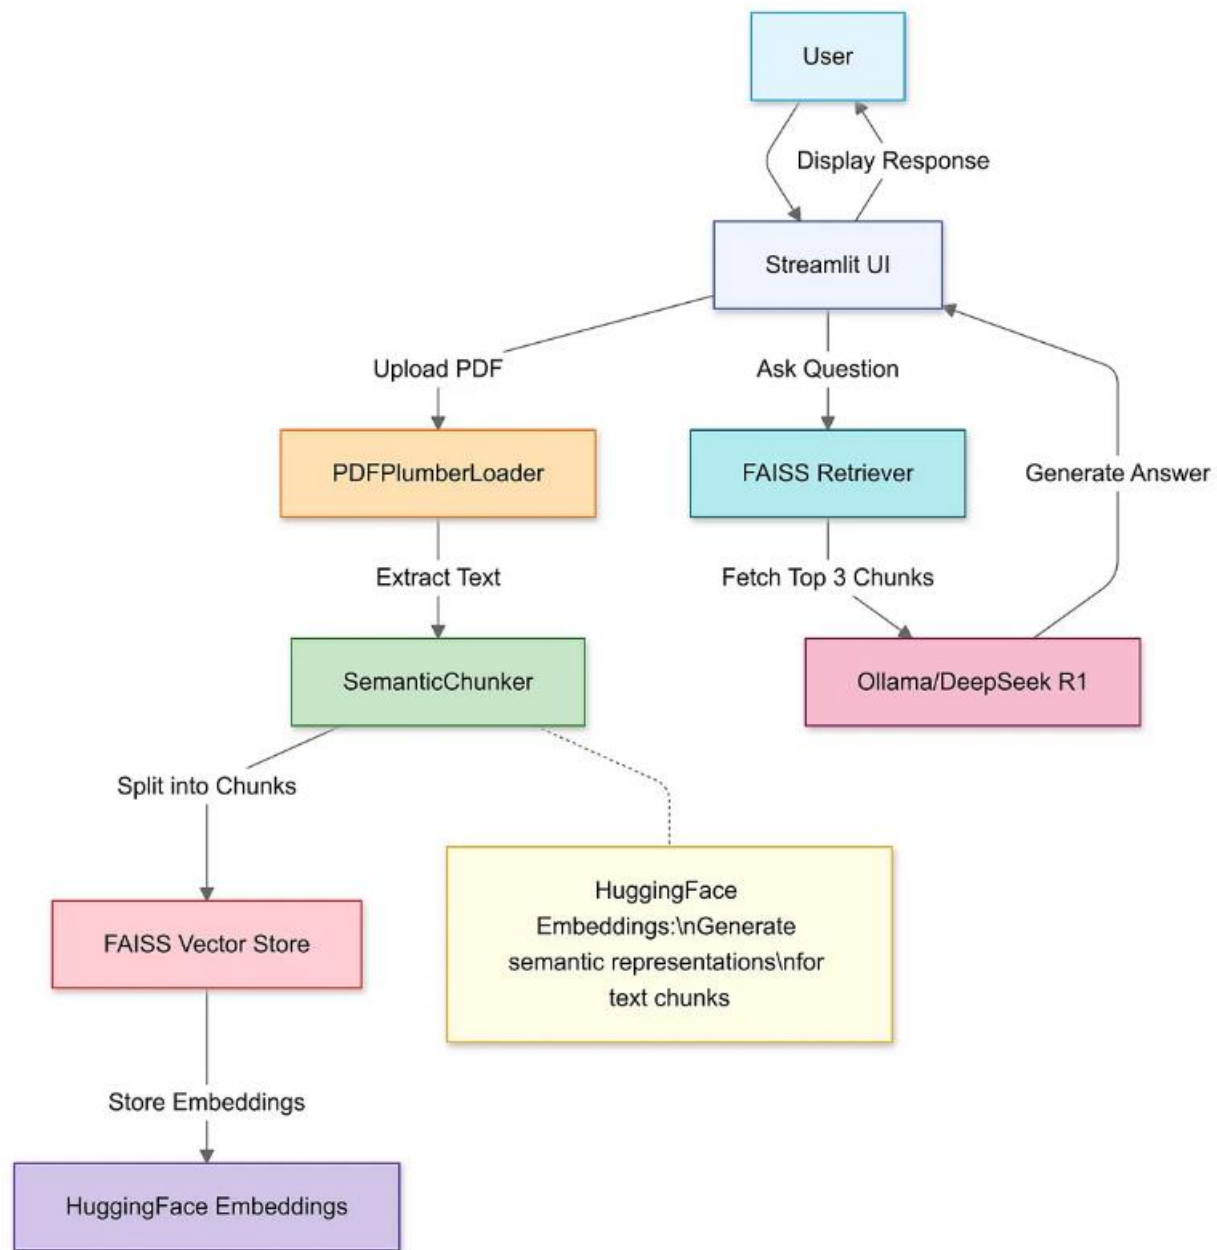 User
Display Response
Streamlit UI
Upload PDF
Ask Question
PDFPlumberLoader
FAISS Retriever
Generate Answer
Extract Text
Fetch Top 3 Chunks
SemanticChunker
Ollama/DeepSeek R1
Split into Chunks
HuggingFace
Embeddings:\nGenerate
semantic representations\nfor
text chunks
FAISS Vector Store
Store Embeddings
HuggingFace Embeddings